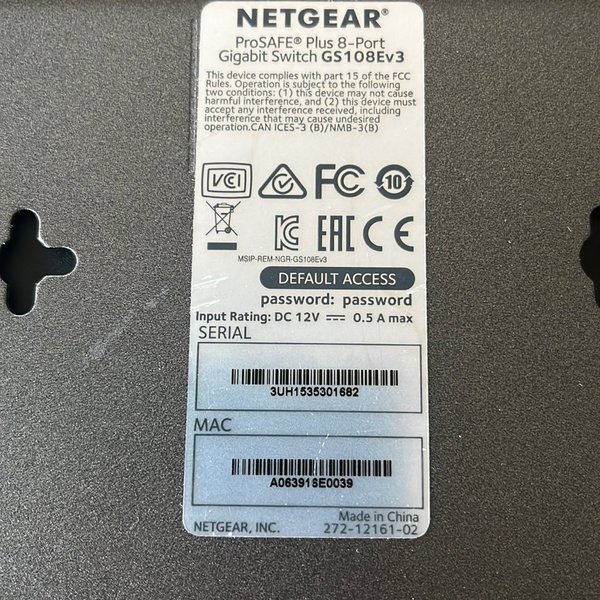 NETGEAR®
ProSAFE® Plus 8-Port
Gigabit Switch GS108Ev3
This device complies with part 15 of the FCC
Rules. Operation is subject to the following
two conditions: (1) this device may not cause
harmful interference, and (2) this device must
accept any interference received, including
interference that may cause undesired
operation.CAN ICES-3 (B)/NMB-3(B)
VCI FC 10
EAC CE
MSIP-REM-NGR-GS108Ev3
DEFAULT ACCESS
password: password
Input Rating: DC 12V ⎓ 0.5 A max
SERIAL
3UH1535301682
MAC
A063916E0039
Made in China
NETGEAR, INC. 272-12161-02